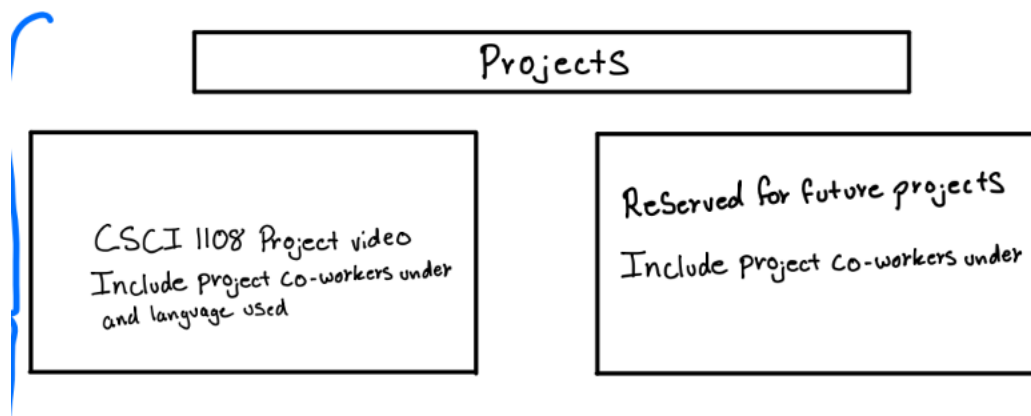 Projects
CSCI 1108 Project video
Include project co-workers under
and language used
Reserved for future projects
Include project co-workers under